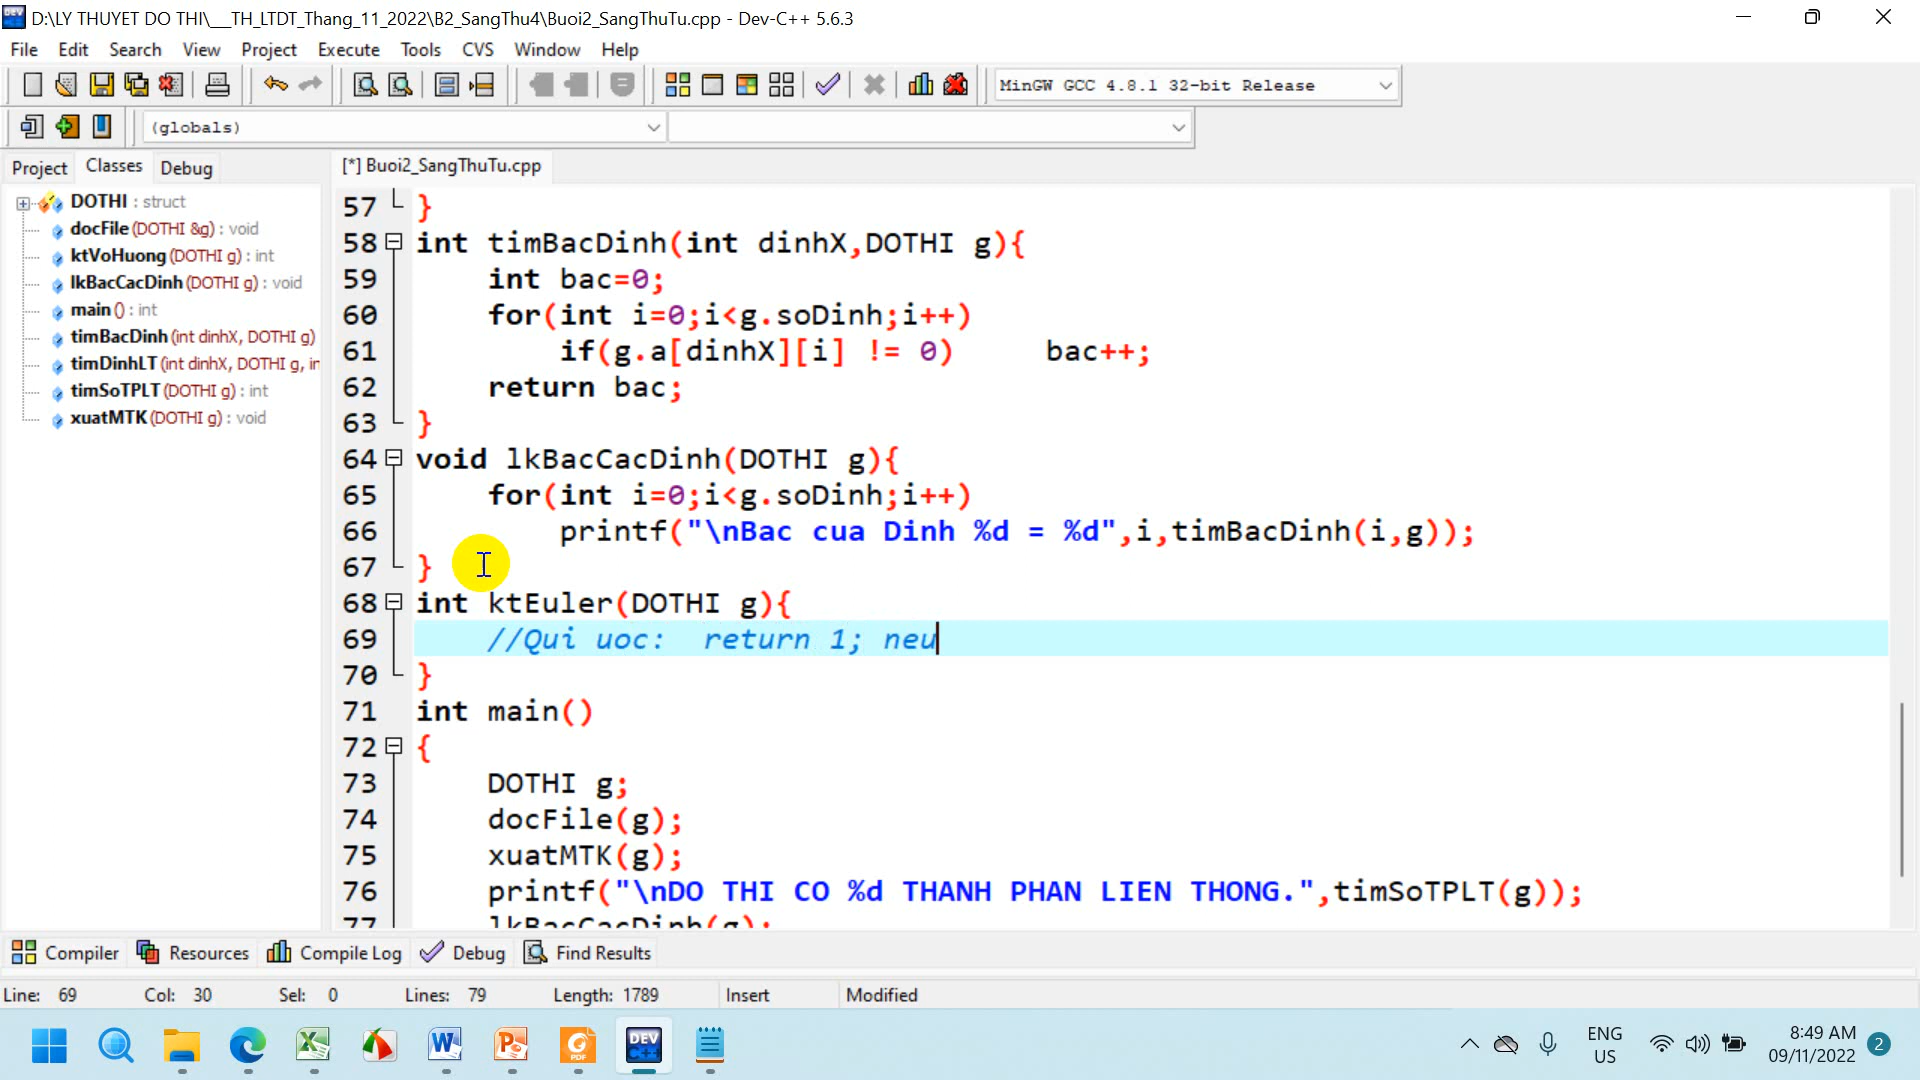 D:\LY THUYET DO THI\__TH_LTDT_Thang_11_2022\B2_SangThu4\Buoi2_SangThuTu.cpp - Dev-C++ 5.6.3
File Edit Search View Project Execute Tools CVS Window Help
MinGW GCC 4.8.1 32-bit Release
(globals)
Project Classes Debug
[*] Buoi2_SangThuTu.cpp
DOTHI : struct
docFile (DOTHI &g) : void
ktVoHuong (DOTHI g) : int
lkBacCacDinh (DOTHI g) : void
main () : int
timBacDinh (int dinhX, DOTHI g)
timDinhLT (int dinhX, DOTHI g, in
timSoTPLT (DOTHI g) : int
xuatMTK (DOTHI g) : void
57 }
58 int timBacDinh(int dinhX,DOTHI g){
59 int bac=0;
60 for(int i=0;i<g.soDinh;i++)
61 if(g.a[dinhX][i] != 0) bac++;
62 return bac;
63 }
64 void lkBacCacDinh(DOTHI g){
65 for(int i=0;i<g.soDinh;i++)
66 printf("\nBac cua Dinh %d = %d",i,timBacDinh(i,g));
67 }
68 int ktEuler(DOTHI g){
69 //Qui uoc: return 1; neu
70 }
71 int main()
72 {
73 DOTHI g;
74 docFile(g);
75 xuatMTK(g);
76 printf("\nDO THI CO %d THANH PHAN LIEN THONG.",timSoTPLT(g));
77 lkBacCacDinh(g);
Compiler Resources Compile Log Debug Find Results
Line: 69 Col: 30 Sel: 0 Lines: 79 Length: 1789 Insert Modified
DEV C++
ENG
US
8:49 AM
09/11/2022
2